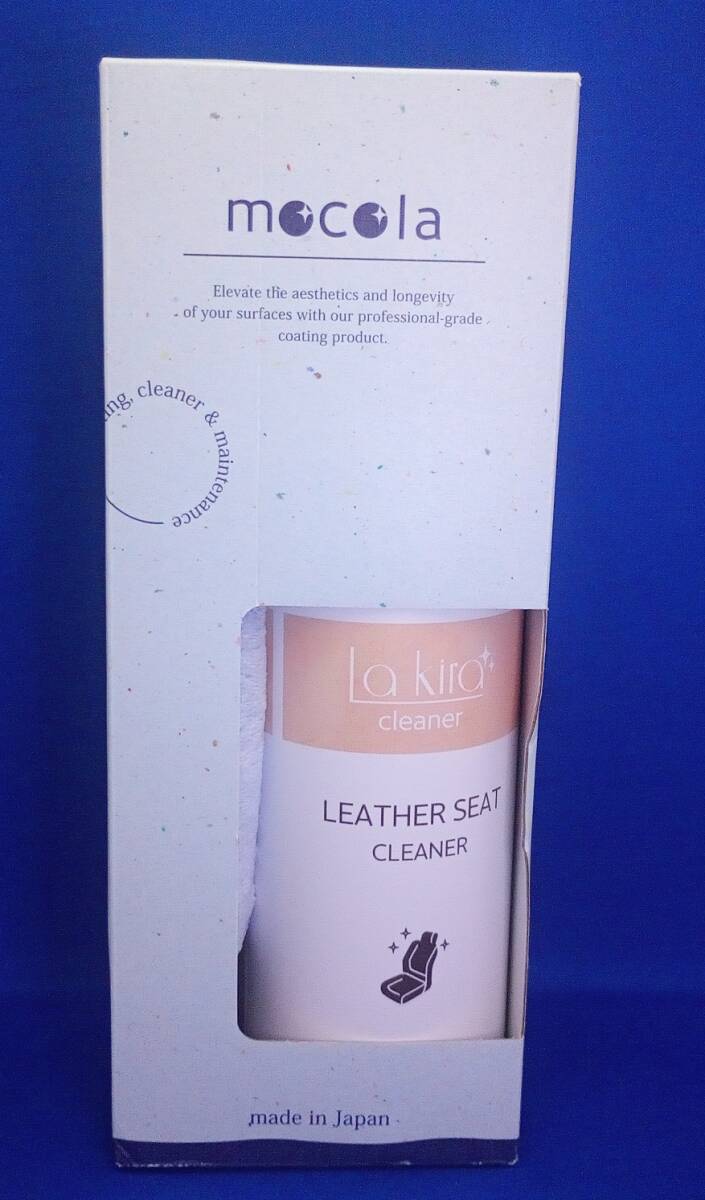 mocola
Elevate the aesthetics and longevity
of your surfaces with our professional-grade
coating product.
cleaner & maintenance
La kira
cleaner
LEATHER SEAT
CLEANER
made in Japan